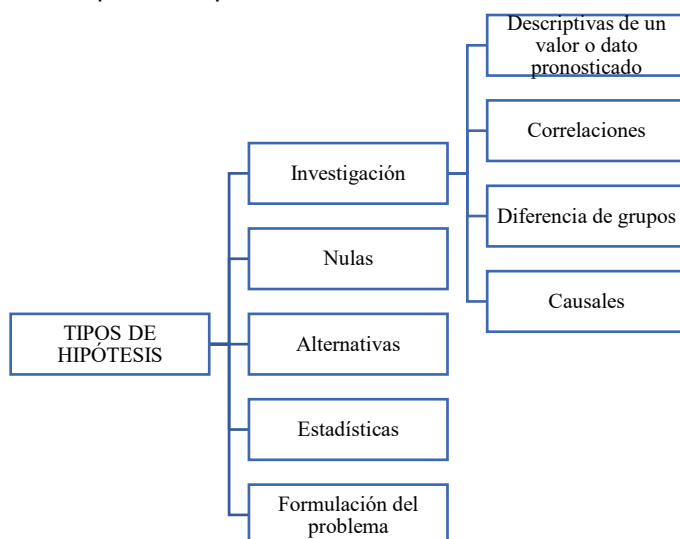 TIPOS DE
HIPÓTESIS
Investigación
Nulas
Alternativas
Estadísticas
Formulación del
problema
Descriptivas de un
valor o dato
pronosticado
Correlaciones
Diferencia de grupos
Causales